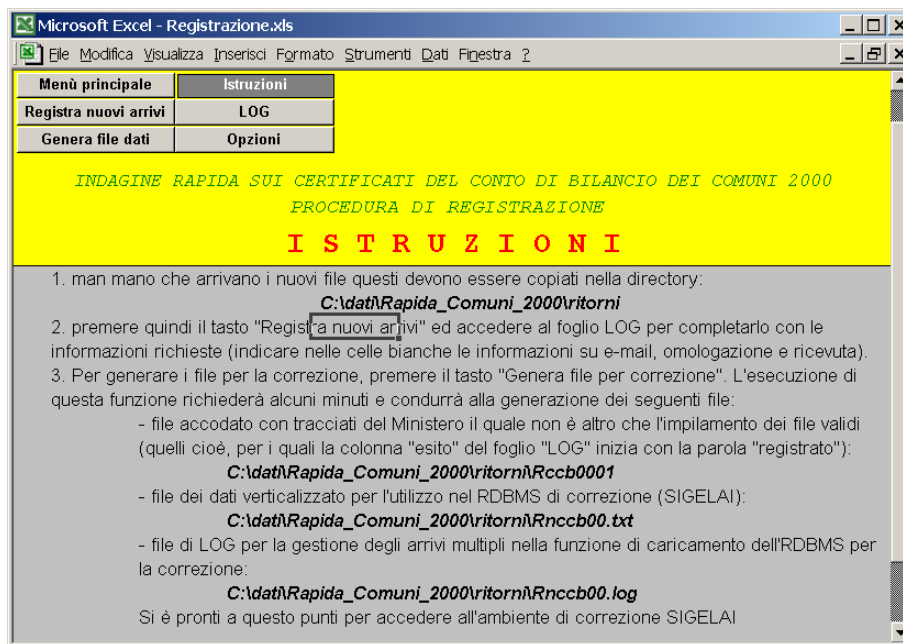 Microsoft Excel - Registrazione.xls
File Modifica Visualizza Inserisci Formato Strumenti Dati Finestra ?
Menù principale Istruzioni
Registra nuovi arrivi LOG
Genera file dati Opzioni
INDAGINE RAPIDA SUI CERTIFICATI DEL CONTO DI BILANCIO DEI COMUNI 2000
PROCEDURA DI REGISTRAZIONE
I S T R U Z I O N I
1. man mano che arrivano i nuovi file questi devono essere copiati nella directory:
C:\dati\Rapida_Comuni_2000\ritorni
2. premere quindi il tasto "Registra nuovi arrivi" ed accedere al foglio LOG per completarlo con le
informazioni richieste (indicare nelle celle bianche le informazioni su e-mail, omologazione e ricevuta).
3. Per generare i file per la correzione, premere il tasto "Genera file per correzione". L'esecuzione di
questa funzione richiederà alcuni minuti e condurrà alla generazione dei seguenti file:
- file accodato con tracciati del Ministero il quale non è altro che l'impilamento dei file validi
(quelli cioè, per i quali la colonna "esito" del foglio "LOG" inizia con la parola "registrato"):
C:\dati\Rapida_Comuni_2000\ritorni\Rccb0001
- file dei dati verticalizzato per l'utilizzo nel RDBMS di correzione (SIGELAI):
C:\dati\Rapida_Comuni_2000\ritorni\Rnccb00.txt
- file di LOG per la gestione degli arrivi multipli nella funzione di caricamento dell'RDBMS per
la correzione:
C:\dati\Rapida_Comuni_2000\ritorni\Rnccb00.log
Si è pronti a questo punti per accedere all'ambiente di correzione SIGELAI